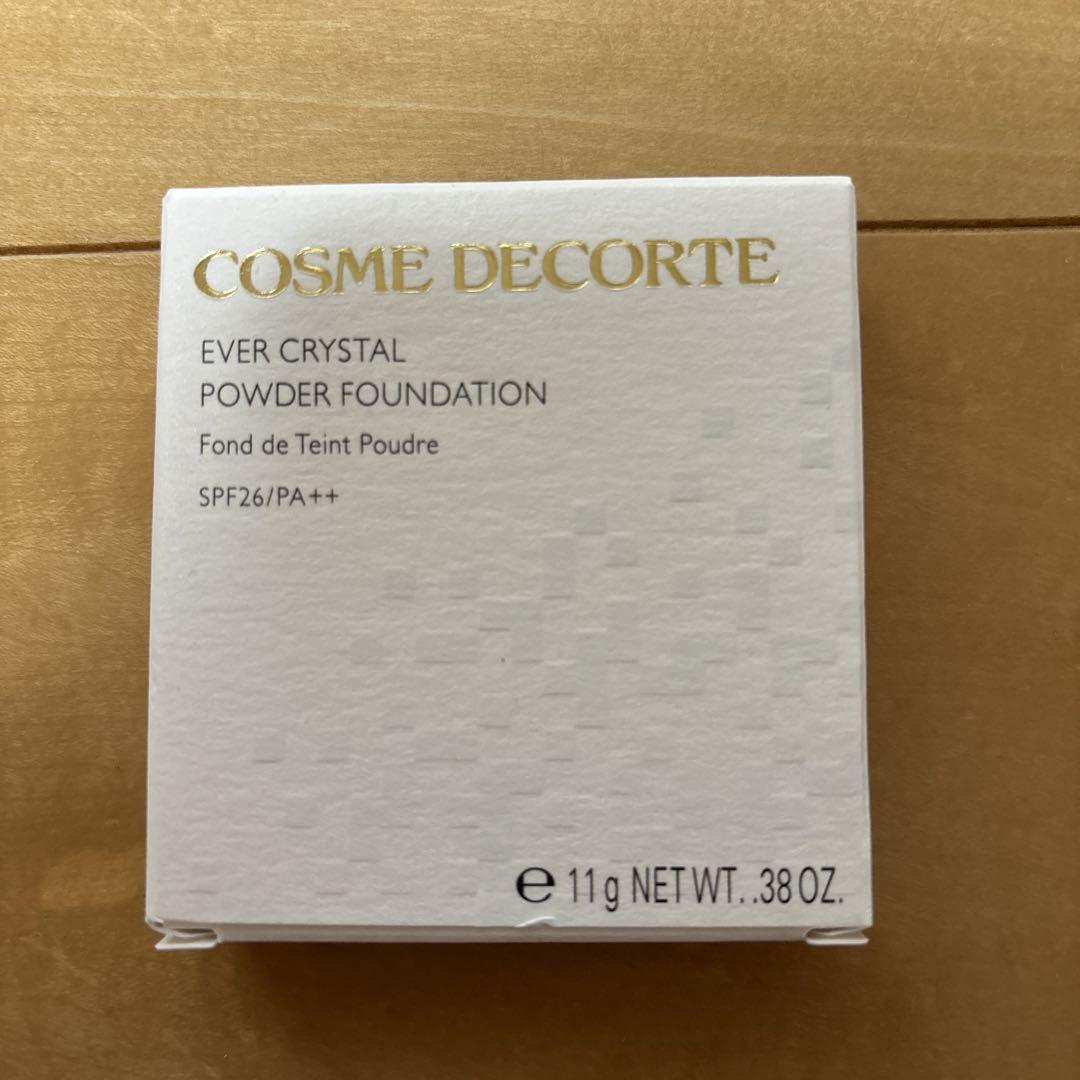 COSME DECORTE
EVER CRYSTAL
POWDER FOUNDATION
Fond de Teint Poudre
SPF26/PA++
℮ 11g NET WT. .38 OZ.